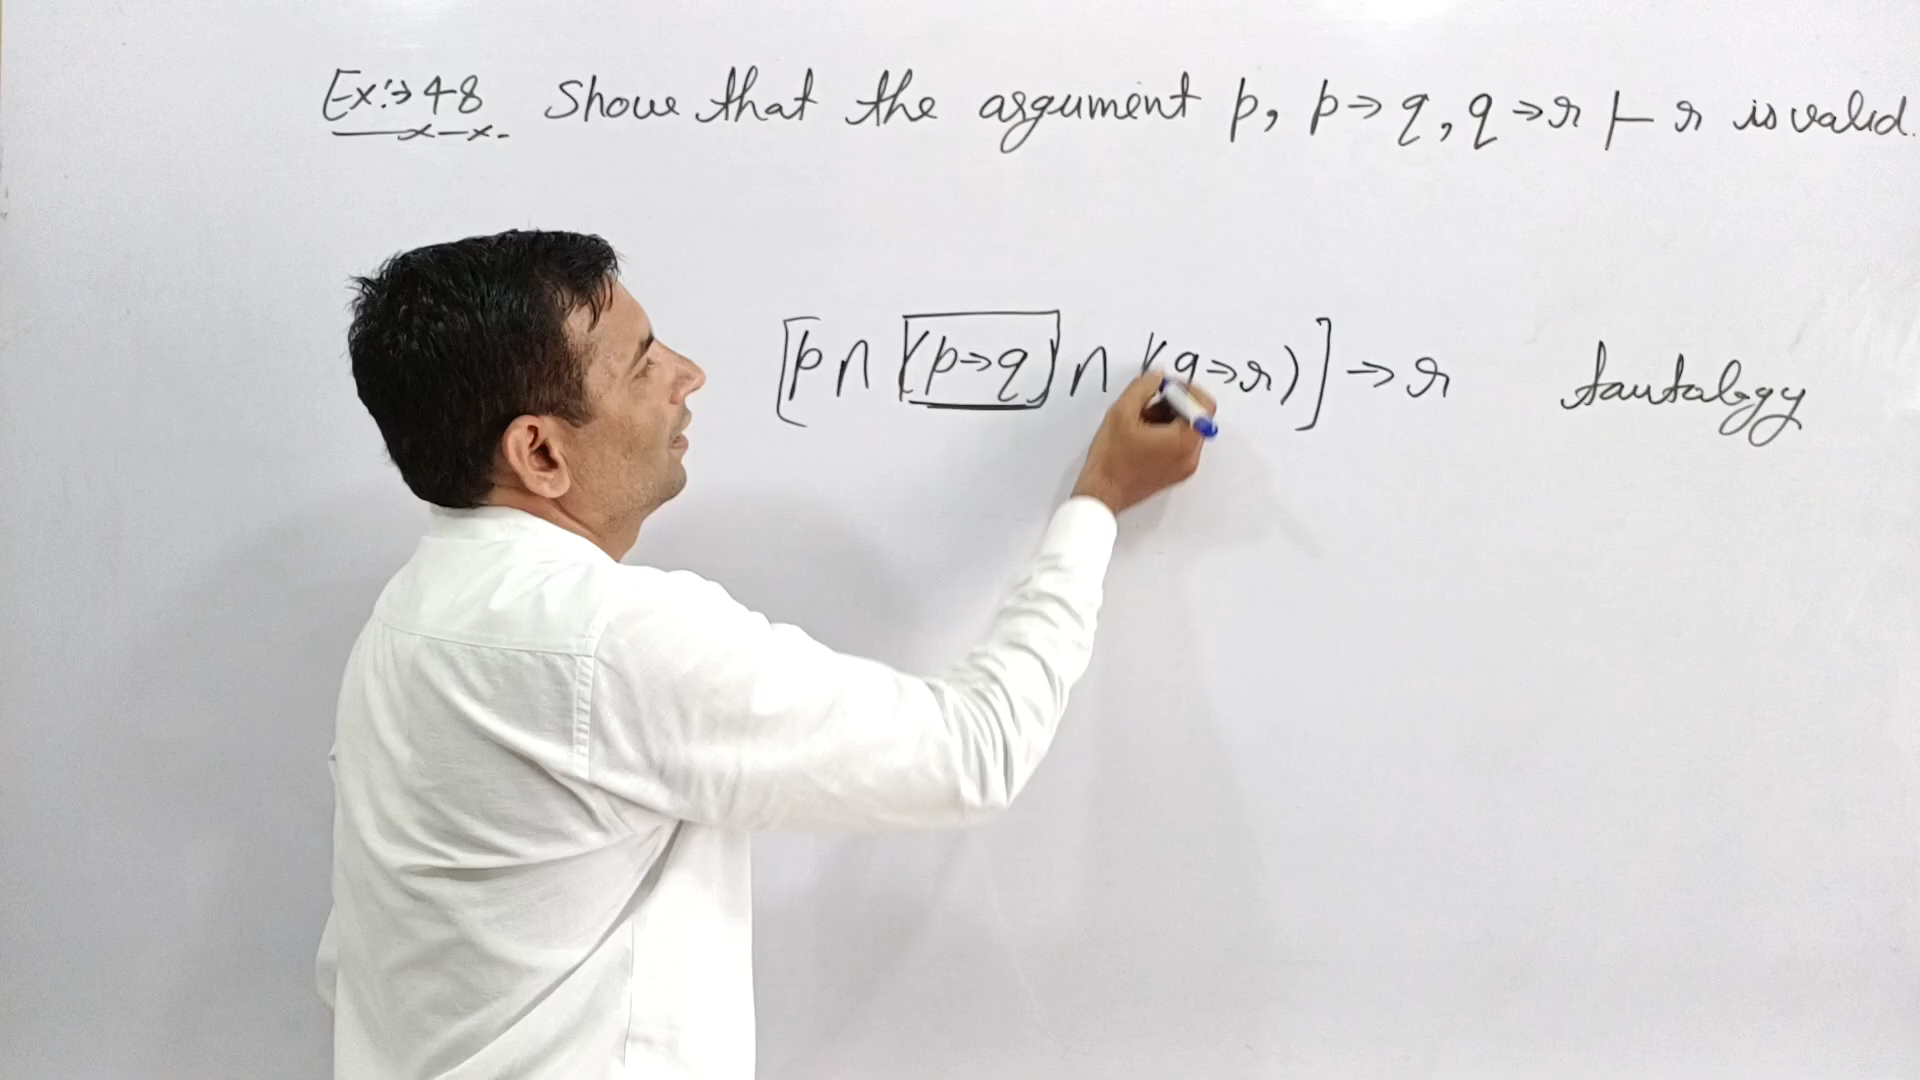 Ex:→ 48 Show that the argument p, p→q, q→r ⊢ r is valid.
[p ∩ (p→q) ∩ (q→r)] → r tautology